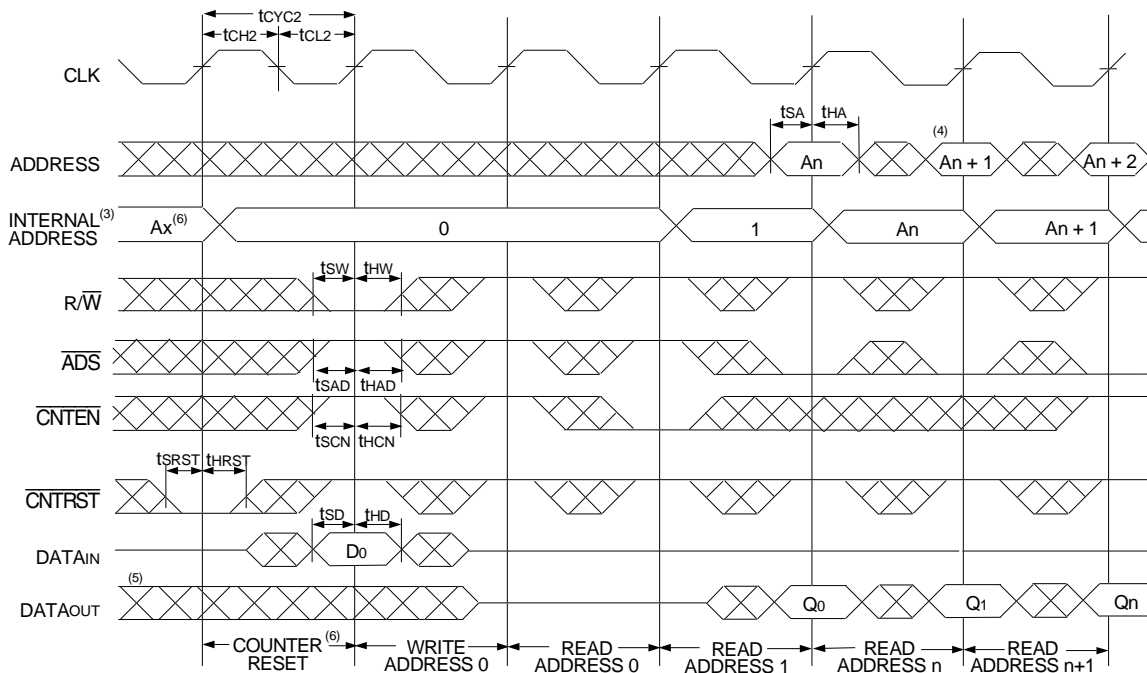 tCYC2
tCH2 tCL2
CLK
tSA tHA
ADDRESS An (4) An + 1 An + 2
INTERNAL(3) ADDRESS Ax(6) 0 1 An An + 1
tSW tHW
R/W̅
A̅D̅S̅
tSAD tHAD
C̅N̅T̅E̅N̅
tSCN tHCN
tSRST tHRST
C̅N̅T̅R̅S̅T̅
tSD tHD
DATAIN D0
(5)
DATAOUT Q0 Q1 Qn
COUNTER(6) RESET
WRITE ADDRESS 0
READ ADDRESS 0
READ ADDRESS 1
READ ADDRESS n
READ ADDRESS n+1